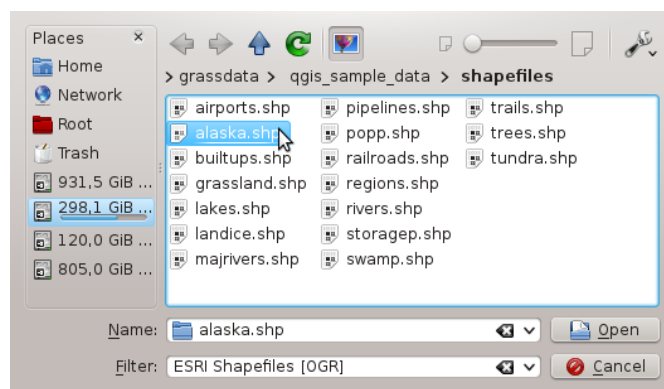 Places
Home
Network
Root
Trash
931,5 GiB ...
298,1 GiB ...
120,0 GiB ...
805,0 GiB ...
> grassdata > qgis_sample_data > shapefiles
airports.shp
alaska.shp
builtups.shp
grassland.shp
lakes.shp
landice.shp
majrivers.shp
pipelines.shp
popp.shp
railroads.shp
regions.shp
rivers.shp
storagep.shp
swamp.shp
trails.shp
trees.shp
tundra.shp
Name: alaska.shp Open
Filter: ESRI Shapefiles [OGR] Cancel